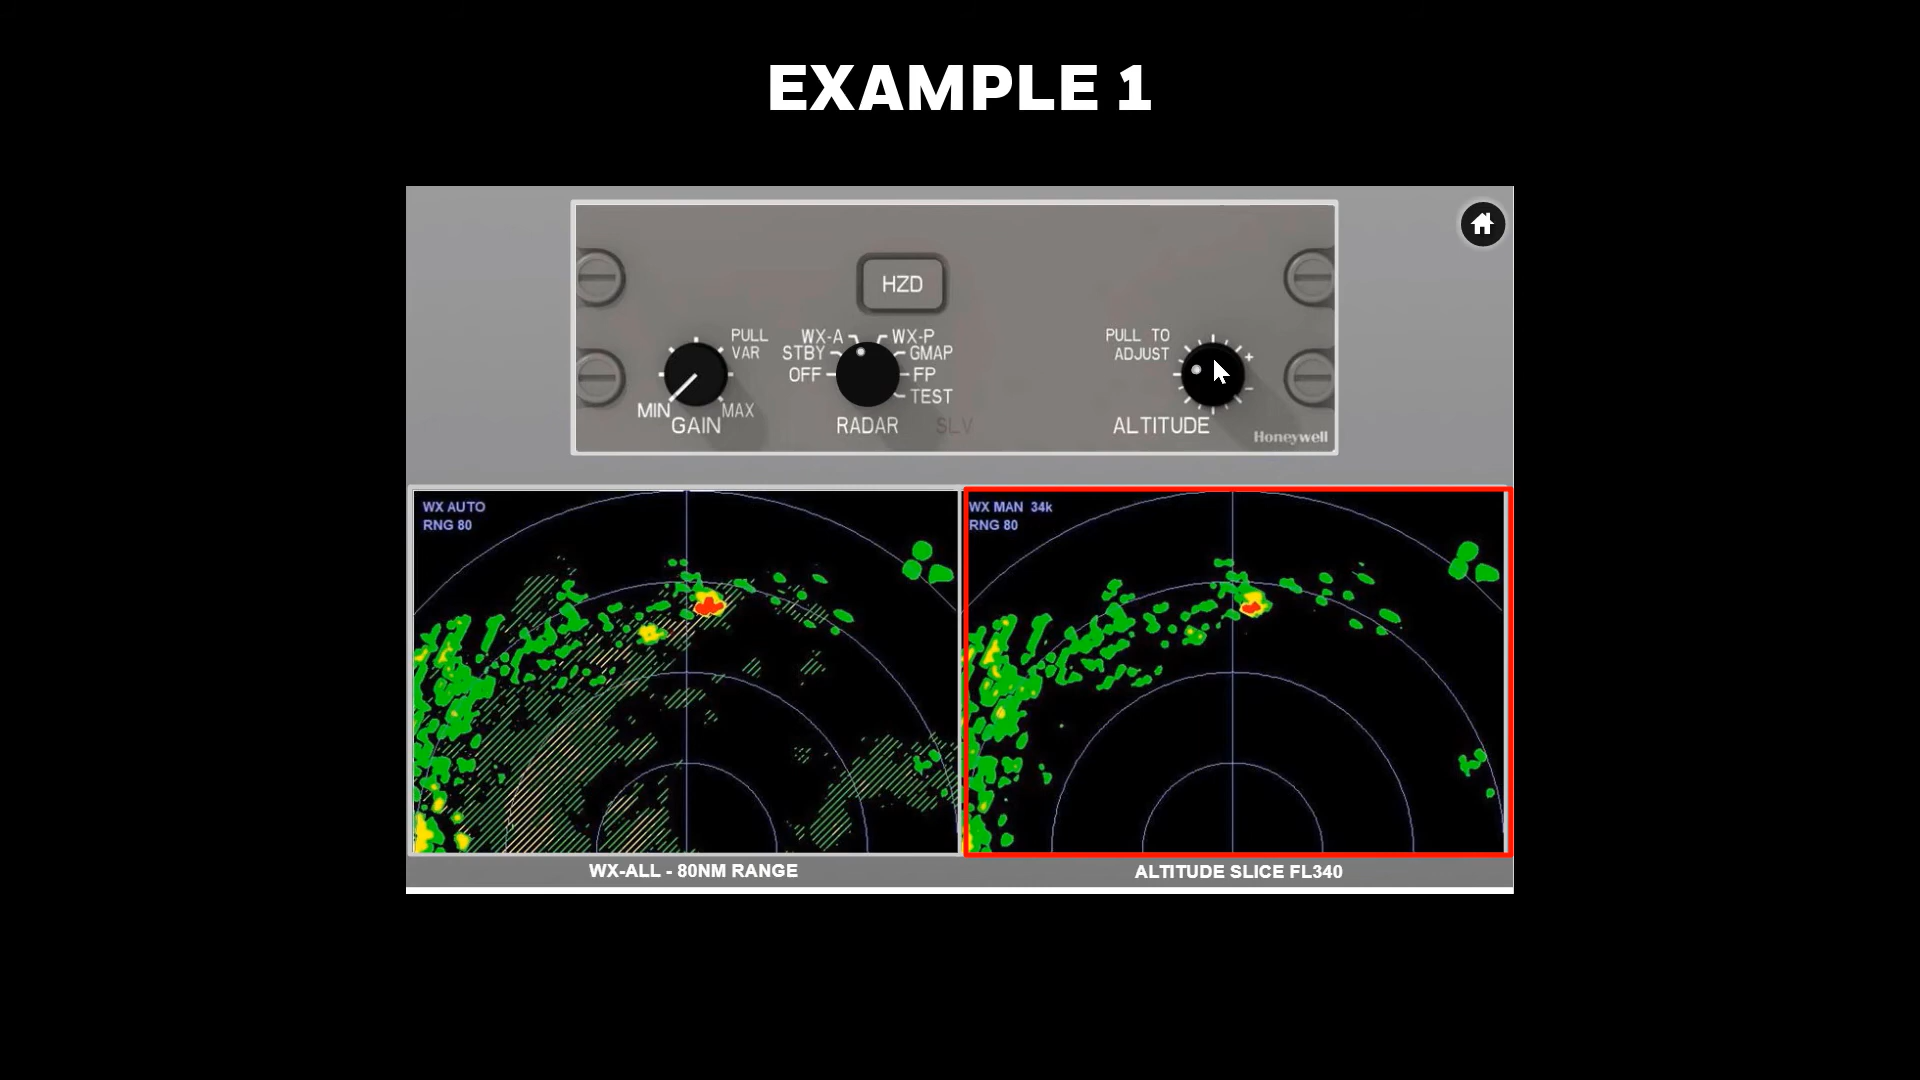 EXAMPLE 1
HZD
PULL
VAR
MIN
MAX
GAIN
WX-A
WX-P
STBY
GMAP
OFF
FP
TEST
RADAR
SLV
PULL TO
ADJUST
+
-
ALTITUDE
Honeywell
WX AUTO
RNG 80
WX MAN 34k
RNG 80
WX-ALL - 80NM RANGE
ALTITUDE SLICE FL340